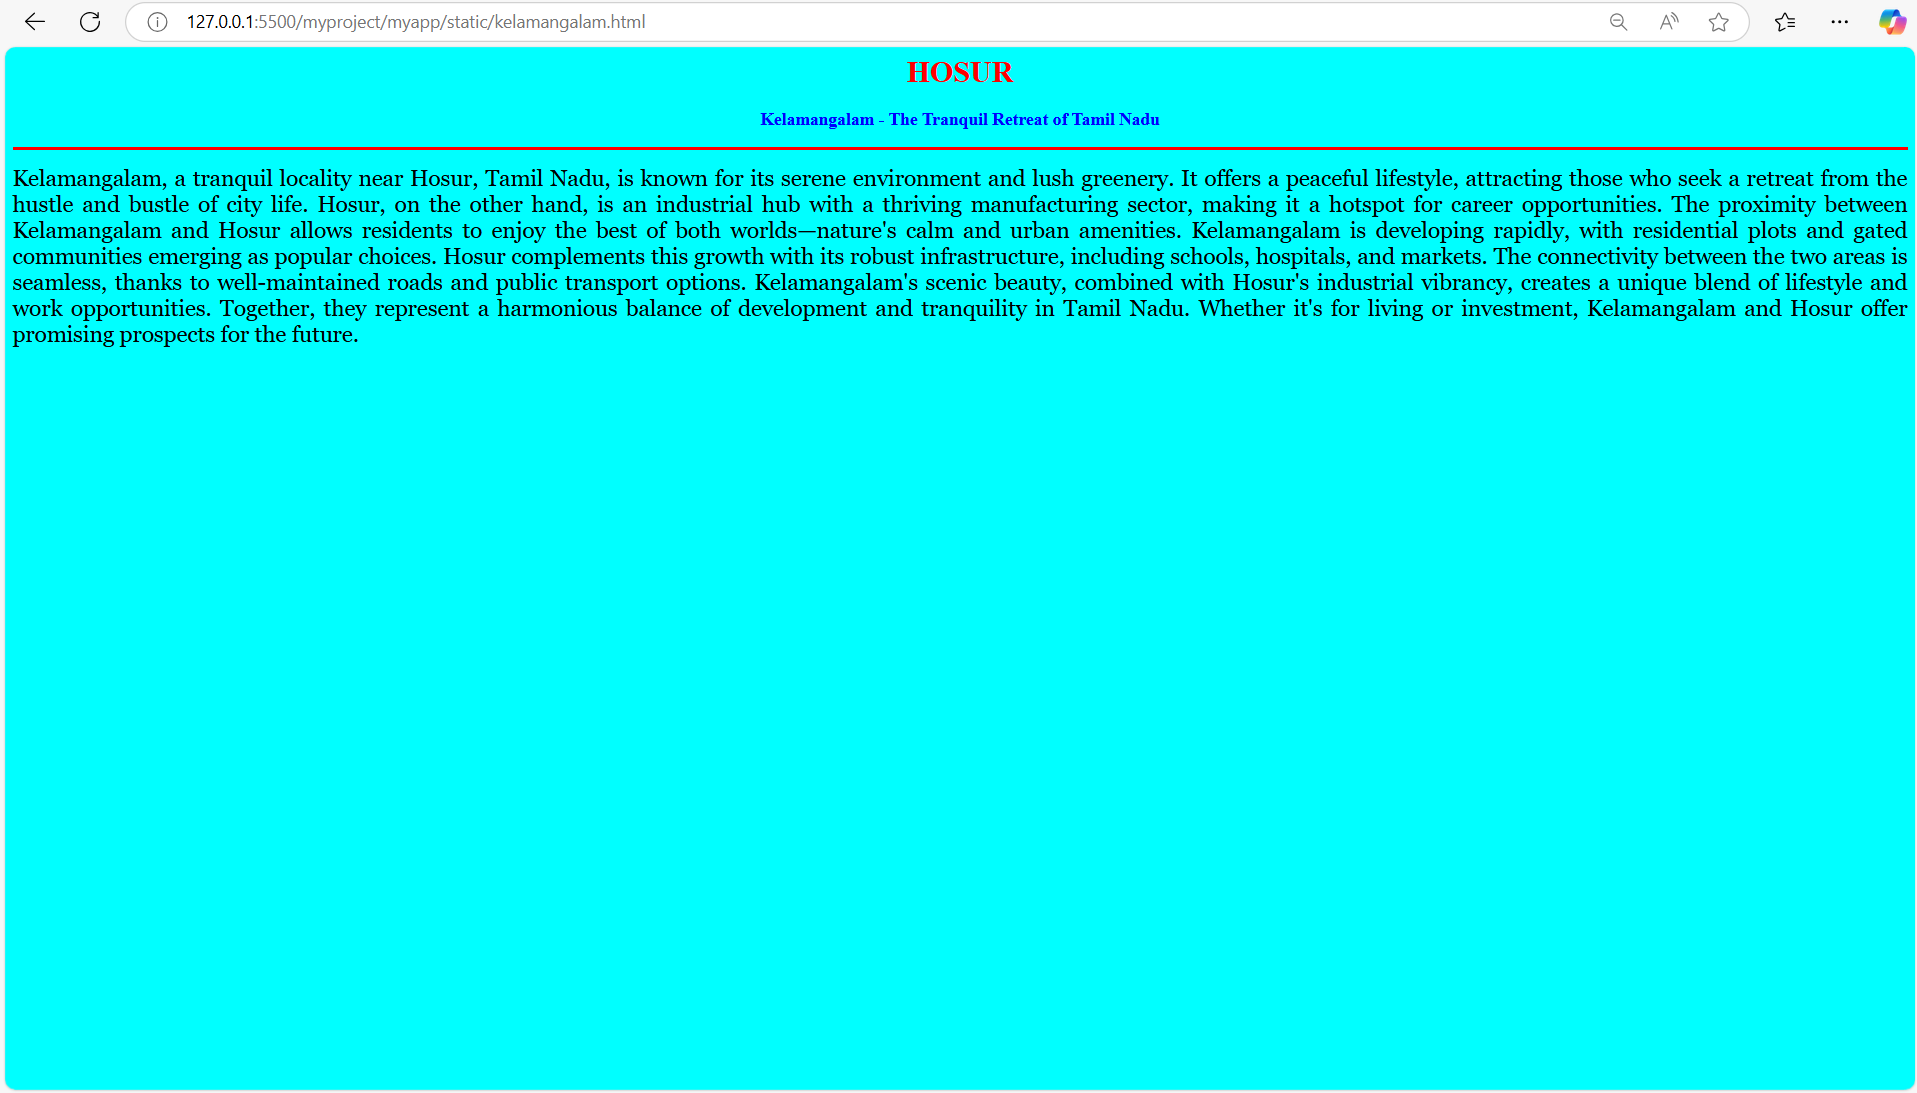 127.0.0.1:5500/myproject/myapp/static/kelamangalam.html
HOSUR
Kelamangalam - The Tranquil Retreat of Tamil Nadu
Kelamangalam, a tranquil locality near Hosur, Tamil Nadu, is known for its serene environment and lush greenery. It offers a peaceful lifestyle, attracting those who seek a retreat from the
hustle and bustle of city life. Hosur, on the other hand, is an industrial hub with a thriving manufacturing sector, making it a hotspot for career opportunities. The proximity between
Kelamangalam and Hosur allows residents to enjoy the best of both worlds—nature's calm and urban amenities. Kelamangalam is developing rapidly, with residential plots and gated
communities emerging as popular choices. Hosur complements this growth with its robust infrastructure, including schools, hospitals, and markets. The connectivity between the two areas is
seamless, thanks to well-maintained roads and public transport options. Kelamangalam's scenic beauty, combined with Hosur's industrial vibrancy, creates a unique blend of lifestyle and
work opportunities. Together, they represent a harmonious balance of development and tranquility in Tamil Nadu. Whether it's for living or investment, Kelamangalam and Hosur offer
promising prospects for the future.